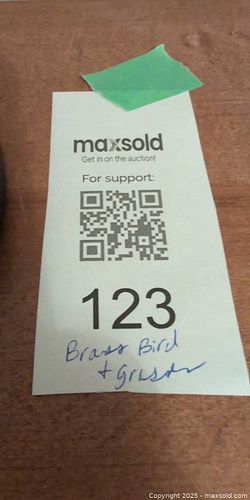 maxsold
Get in on the auction!
For support:
123
Brass Bird
+
Copyright 2025 - maxsold.com